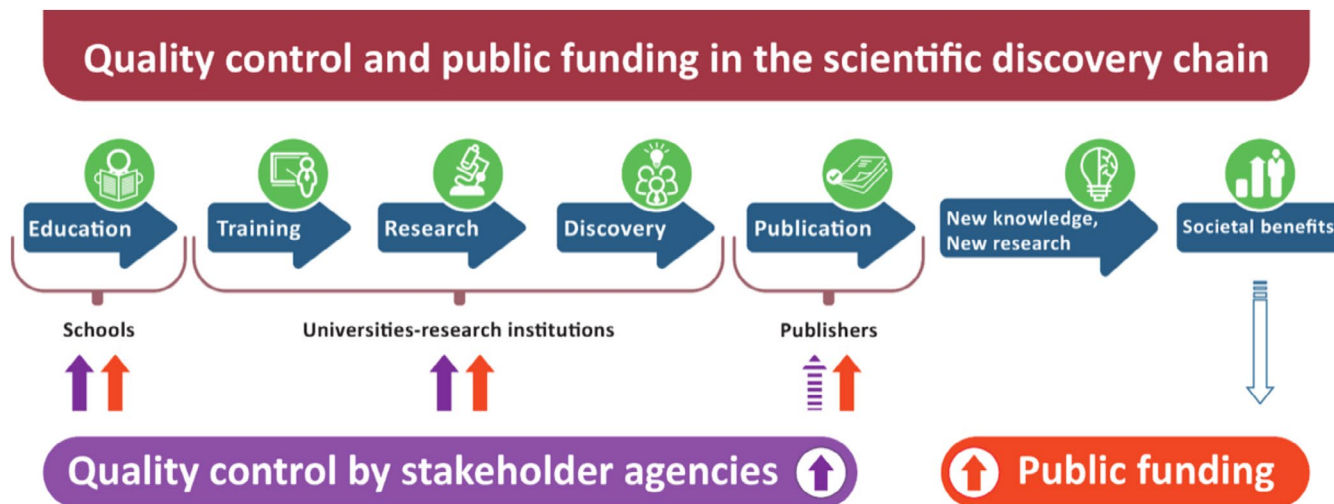 Quality control and public funding in the scientific discovery chain
Education
Training
Research
Discovery
Publication
New knowledge,
New research
Societal benefits
Schools
Universities-research institutions
Publishers
Quality control by stakeholder agencies
Public funding